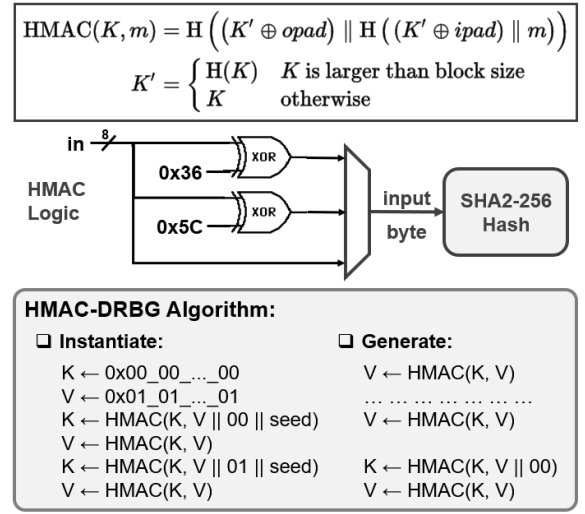 HMAC(K, m) = H ((K′ ⊕ opad) ∥ H ((K′ ⊕ ipad) ∥ m))
K′ = { H(K) K is larger than block size
K otherwise
in 8
XOR
0x36
HMAC
Logic
XOR
0x5C
input
byte
SHA2-256
Hash
HMAC-DRBG Algorithm:
❑ Instantiate:
K ← 0x00_00_..._00
V ← 0x01_01_..._01
K ← HMAC(K, V || 00 || seed)
V ← HMAC(K, V)
K ← HMAC(K, V || 01 || seed)
V ← HMAC(K, V)
❑ Generate:
V ← HMAC(K, V)
... ... ... ... ... ...
V ← HMAC(K, V)
K ← HMAC(K, V || 00)
V ← HMAC(K, V)